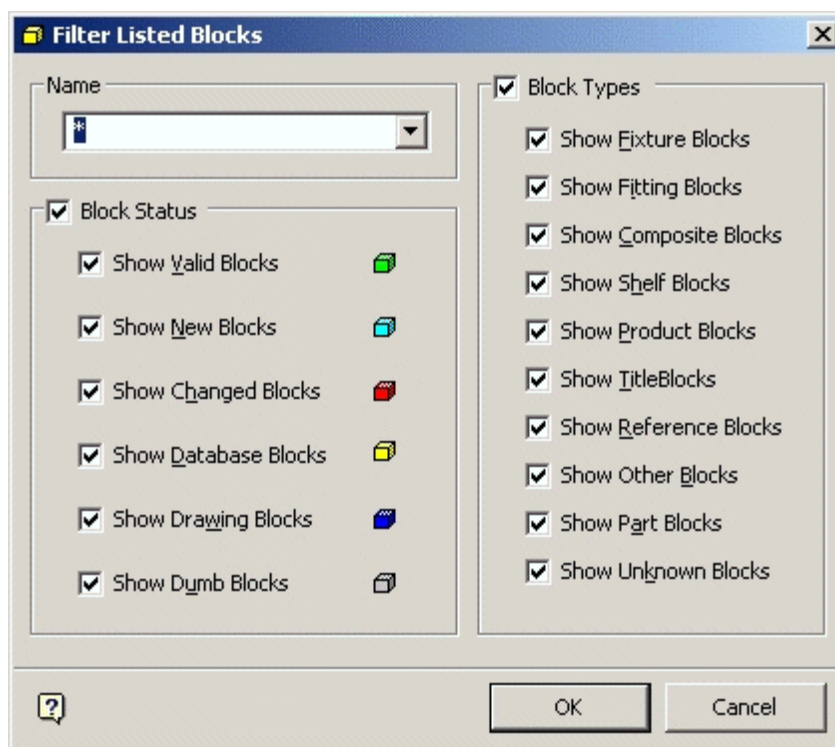 Filter Listed Blocks
Name
*
Block Status
Show Valid Blocks
Show New Blocks
Show Changed Blocks
Show Database Blocks
Show Drawing Blocks
Show Dumb Blocks
Block Types
Show Fixture Blocks
Show Fitting Blocks
Show Composite Blocks
Show Shelf Blocks
Show Product Blocks
Show TitleBlocks
Show Reference Blocks
Show Other Blocks
Show Part Blocks
Show Unknown Blocks
?
OK
Cancel